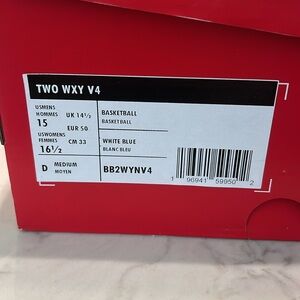 TWO WXY V4
USMENS
HOMMES
15
UK 14½
EUR 50
USWOMENS
FEMMES
16½
CM 33
BASKETBALL
BASKETBALL
WHITE BLUE
BLANC BLEU
D
MEDIUM
MOYEN
BB2WYNV4
1 96941 59950 2